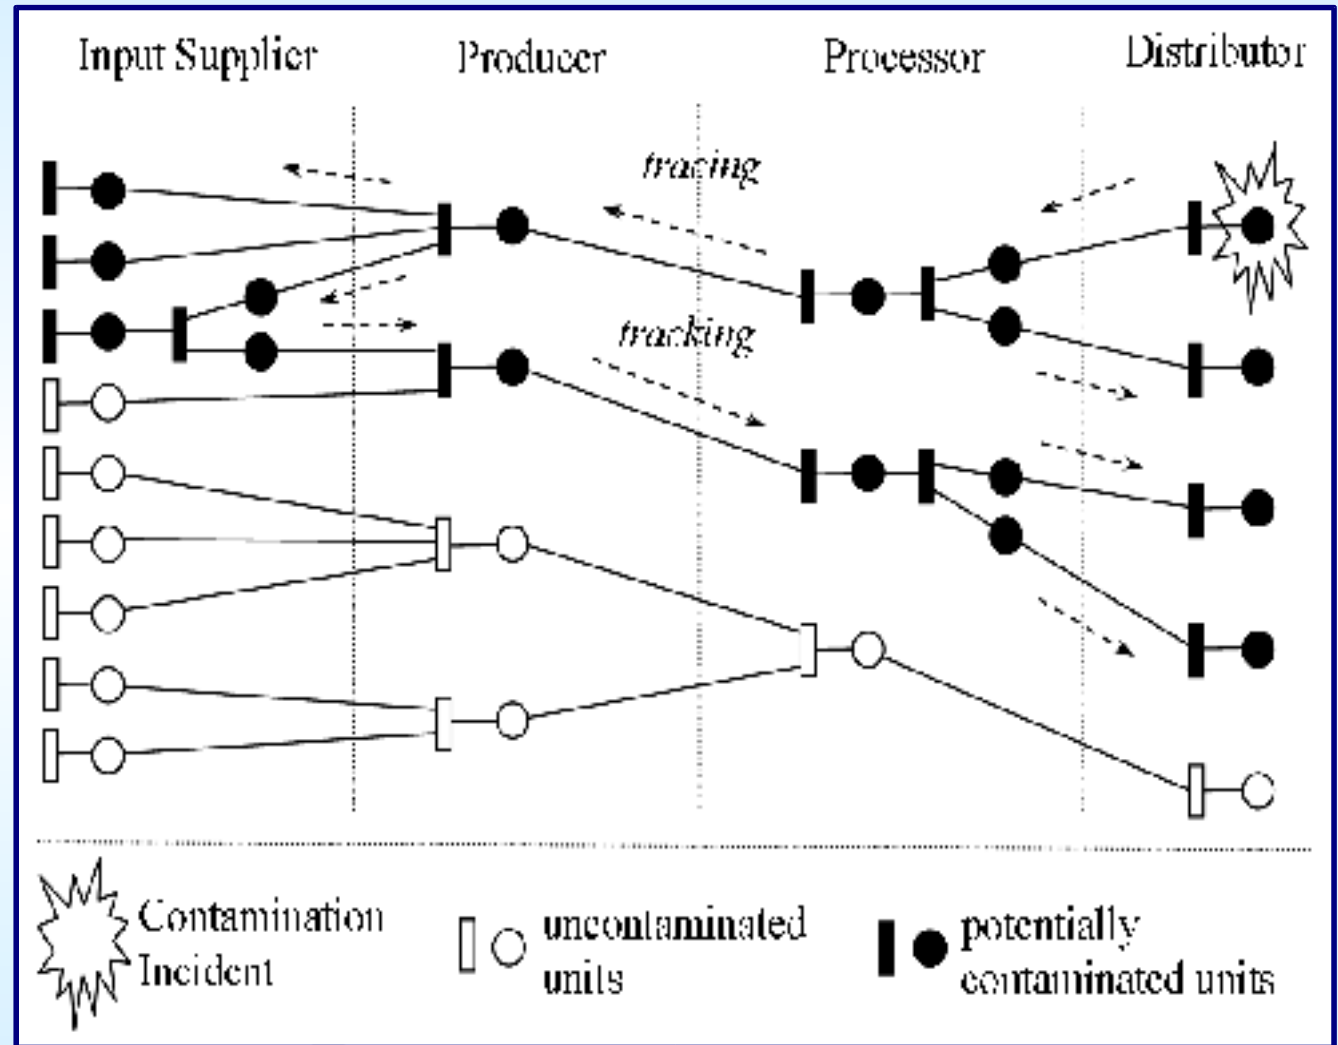 Input Supplier
Producer
Processor
Distributor
tracing
tracking
Contamination
Incident
uncontaminated
units
potentially
contaminated units